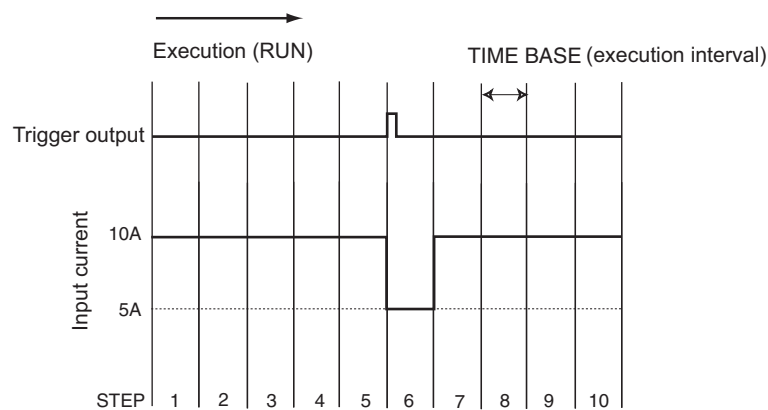 Execution (RUN)
TIME BASE (execution interval)
Trigger output
Input current
10A
5A
STEP 1 2 3 4 5 6 7 8 9 10